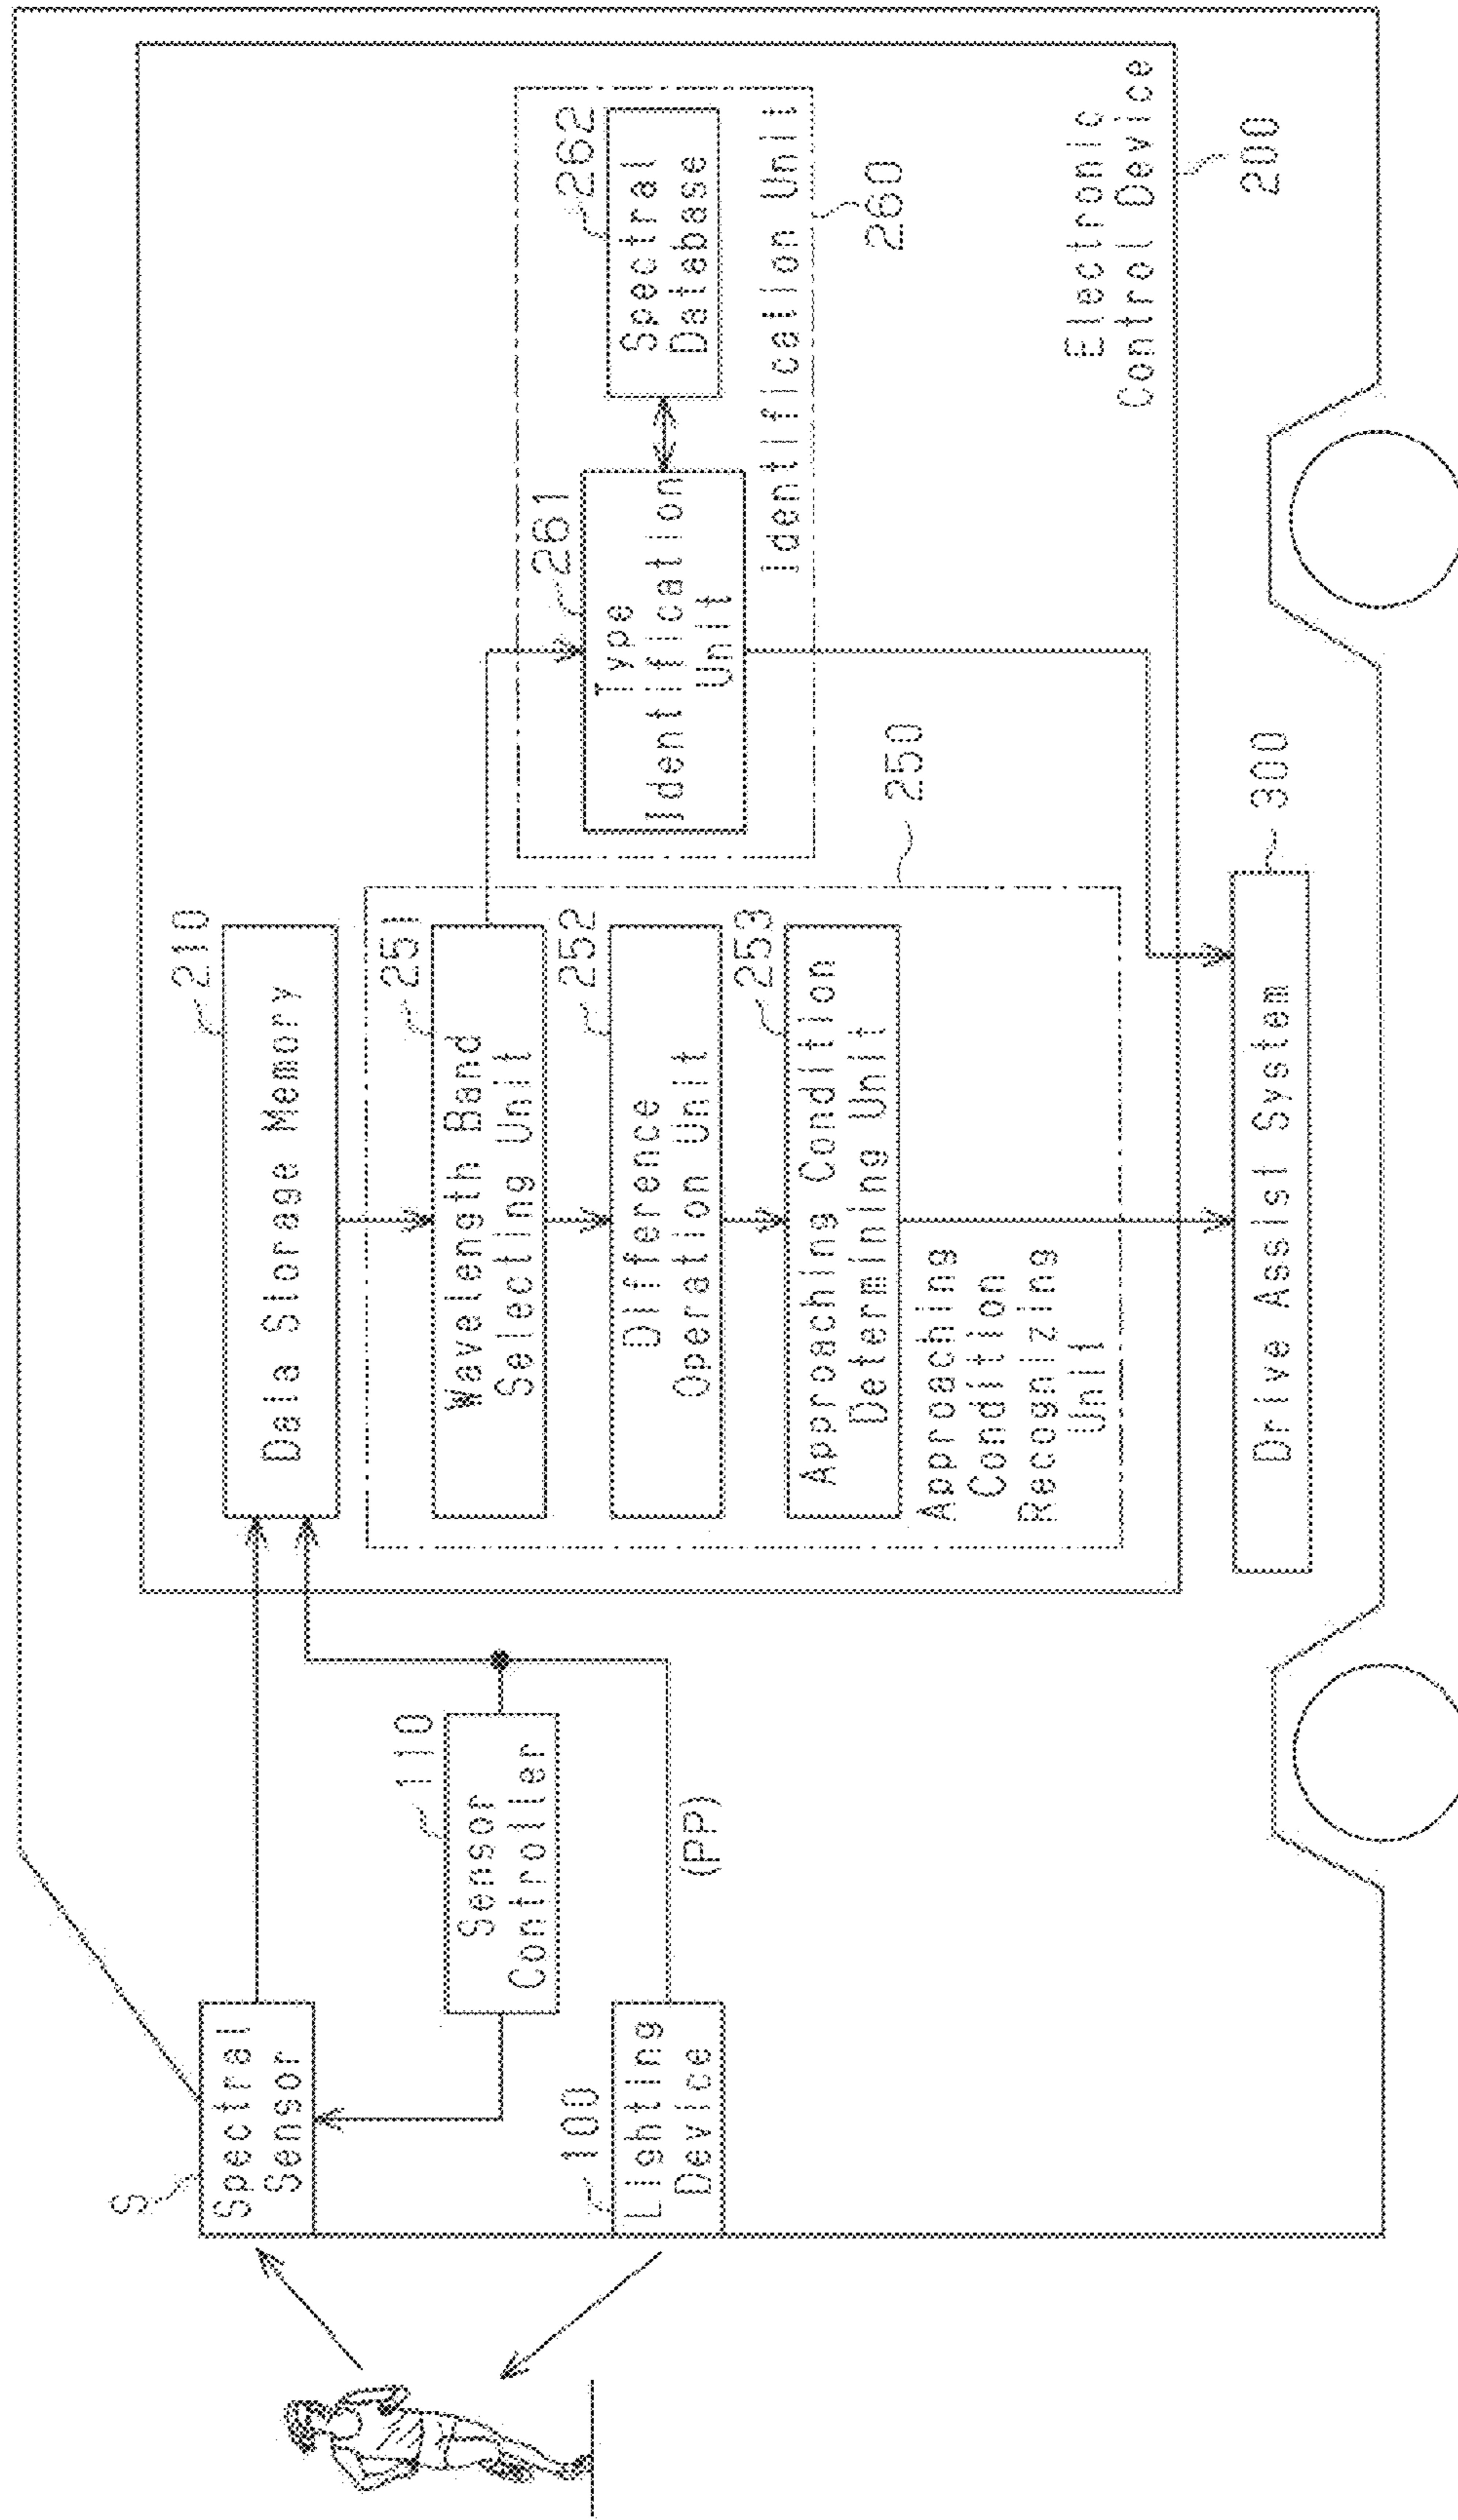 S
Spectral
Sensor
100
Lighting
Device
110
Sensor
Controller
(PP)
210
Data Storage Memory
251
Wavelength Band
Selecting Unit
252
Difference
Operation Unit
253
Approaching Condition
Determining Unit
Approaching
Condition
Recognizing
Unit
250
261
Type
Identification
Unit
262
Spectral
Database
Identification Unit
260
Electronic
Control Device
200
300
Drive Assist System